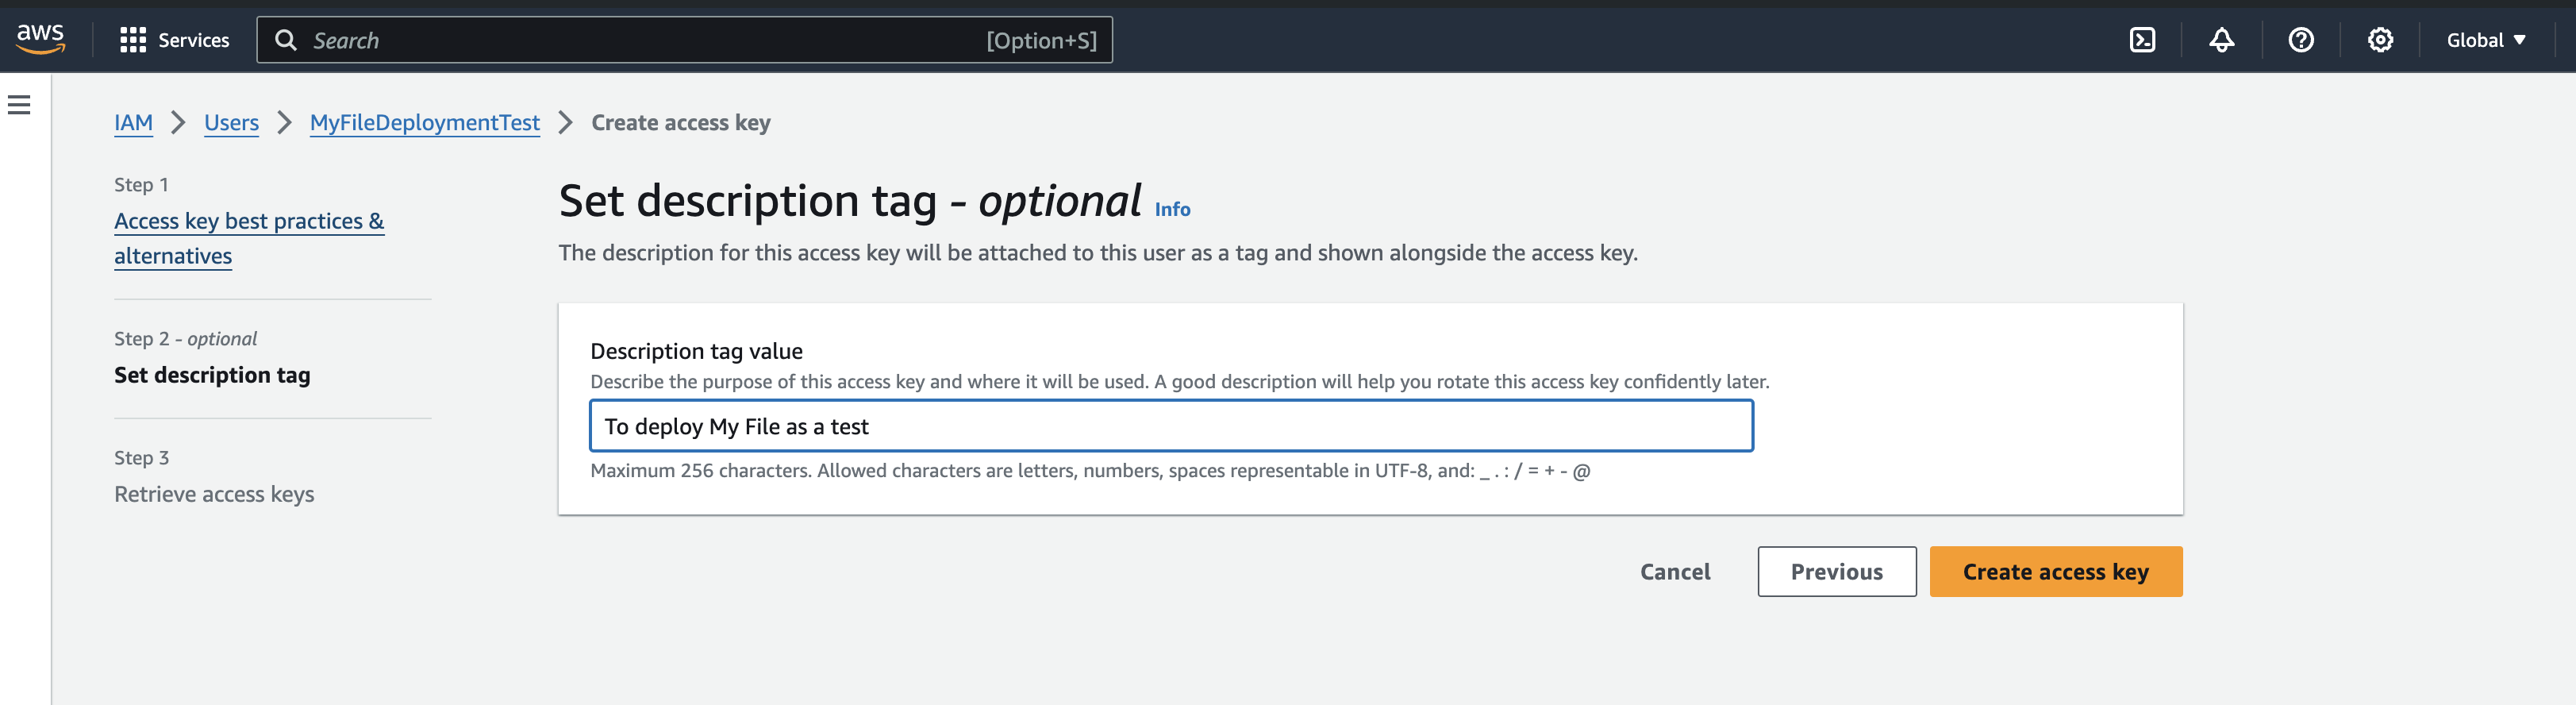 aws
Services
Search [Option+S]
Global
IAM > Users > MyFileDeploymentTest > Create access key
Step 1
Access key best practices &
alternatives
Step 2 - optional
Set description tag
Step 3
Retrieve access keys
Set description tag - optional Info
The description for this access key will be attached to this user as a tag and shown alongside the access key.
Description tag value
Describe the purpose of this access key and where it will be used. A good description will help you rotate this access key confidently later.
To deploy My File as a test
Maximum 256 characters. Allowed characters are letters, numbers, spaces representable in UTF-8, and: _ . : / = + - @
Cancel
Previous
Create access key